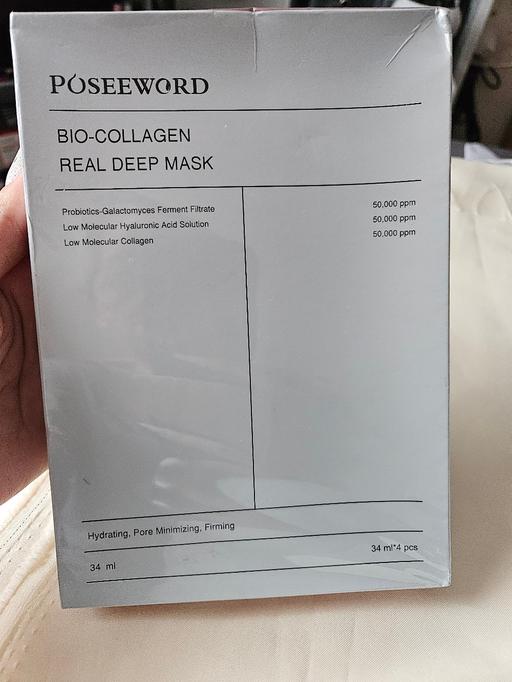 POSEEWORD
BIO-COLLAGEN
REAL DEEP MASK
Probiotics-Galactomyces Ferment Filtrate 50,000 ppm
Low Molecular Hyaluronic Acid Solution 50,000 ppm
Low Molecular Collagen 50,000 ppm
Hydrating, Pore Minimizing, Firming
34 ml 34 ml*4 pcs